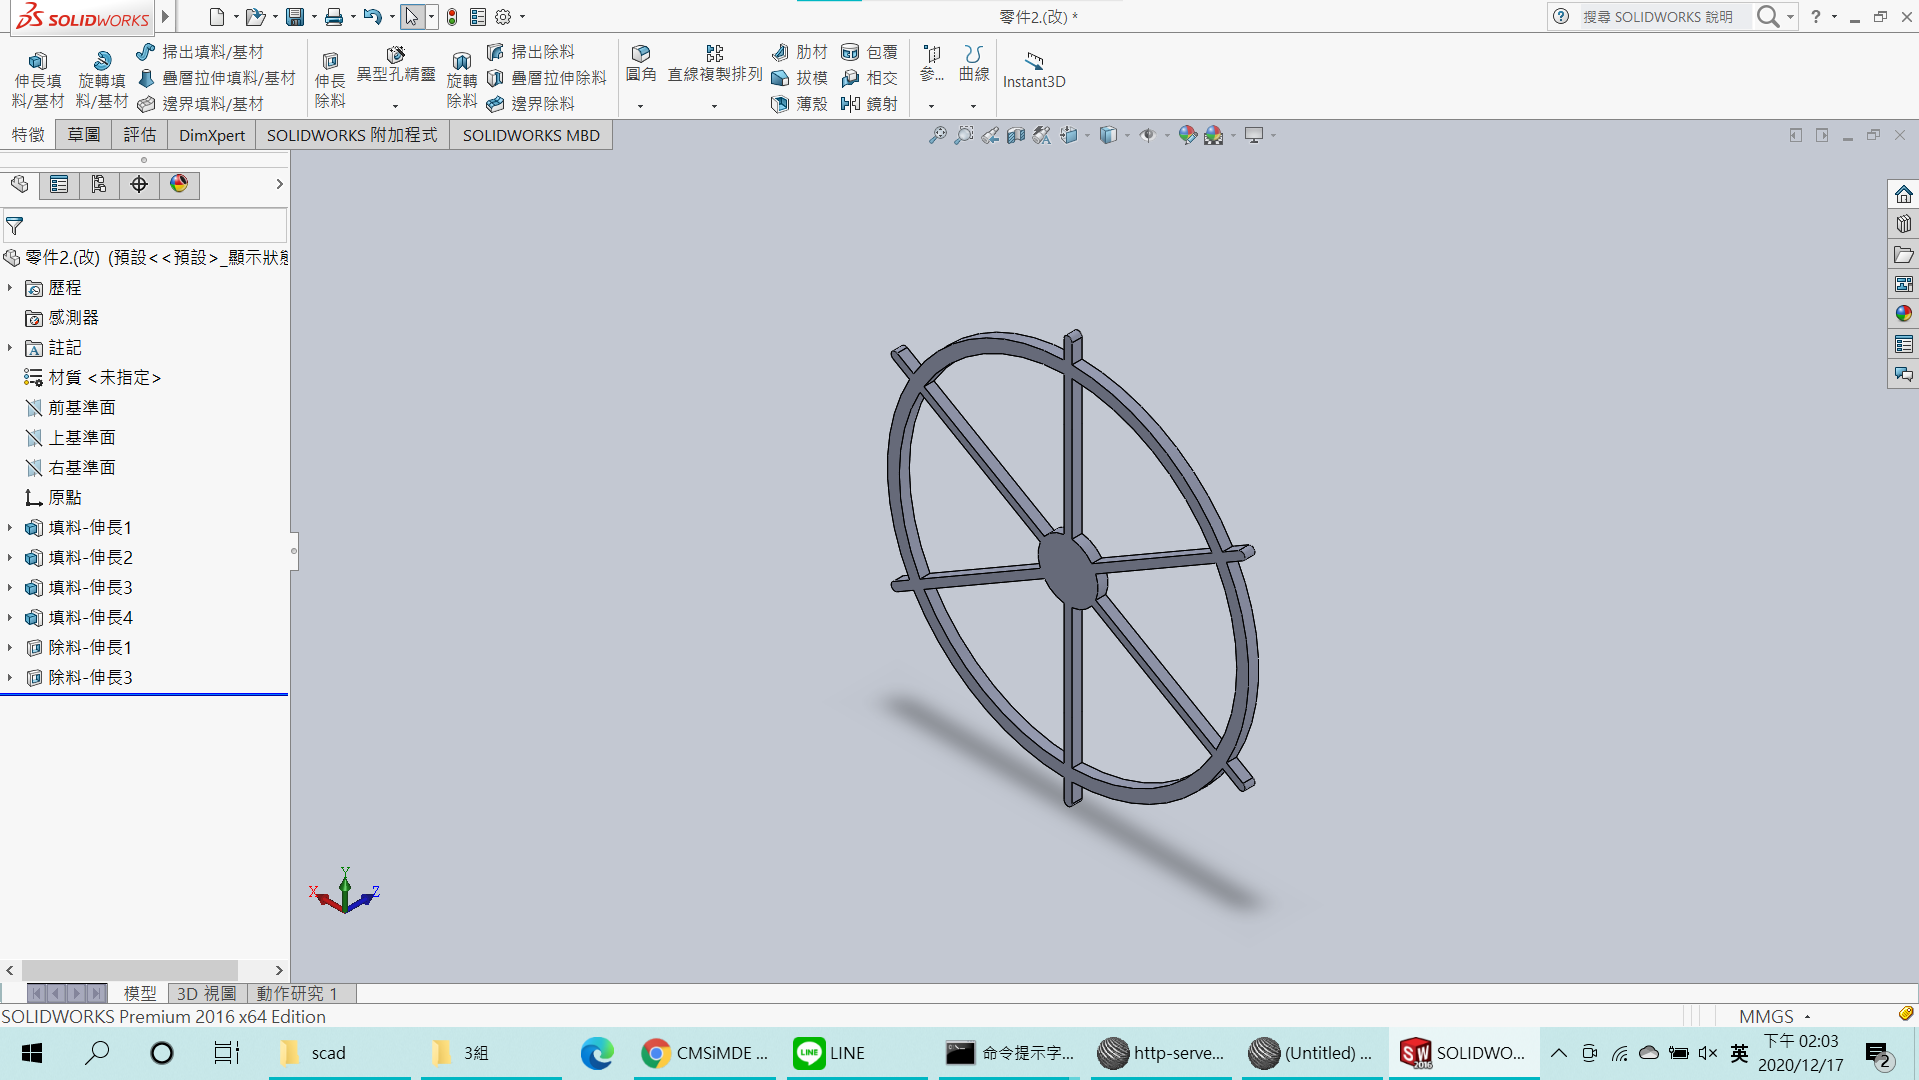 SOLIDWORKS
零件2.(改) *
搜尋 SOLIDWORKS 說明
伸長填料/基材
旋轉填料/基材
掃出填料/基材
疊層拉伸填料/基材
邊界填料/基材
伸長除料
異型孔精靈
旋轉除料
掃出除料
疊層拉伸除料
邊界除料
圓角
直線複製排列
肋材
拔模
薄殼
包覆
相交
鏡射
參...
曲線
Instant3D
特徵
草圖
評估
DimXpert
SOLIDWORKS 附加程式
SOLIDWORKS MBD
零件2.(改) (預設<<預設>_顯示狀態
歷程
感測器
註記
材質 <未指定>
前基準面
上基準面
右基準面
原點
填料-伸長1
填料-伸長2
填料-伸長3
填料-伸長4
除料-伸長1
除料-伸長3
Y
X
Z
模型
3D 視圖
動作研究 1
SOLIDWORKS Premium 2016 x64 Edition
MMGS
scad
3組
CMSiMDE ...
LINE
命令提示字...
http-serve...
(Untitled) ...
SOLIDWO...
英
下午 02:03
2020/12/17
2